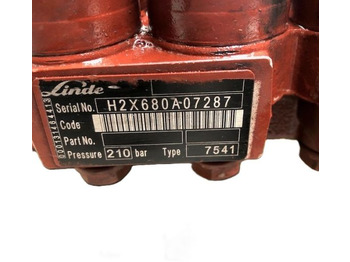 Linde
Serial No. H2X680A07287
Code
Part No.
Pressure 210 bar Type 7541